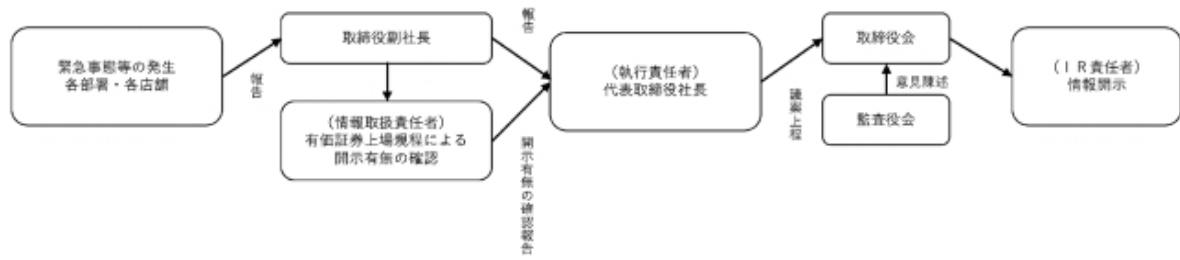 緊急事態等の発生
各部署・各店舗
報告
取締役副社長
(情報取扱責任者)
有価証券上場規程による
開示有無の確認
報告
開示有無の確認報告
(執行責任者)
代表取締役社長
議案上程
取締役会
意見陳述
監査役会
(IR責任者)
情報開示